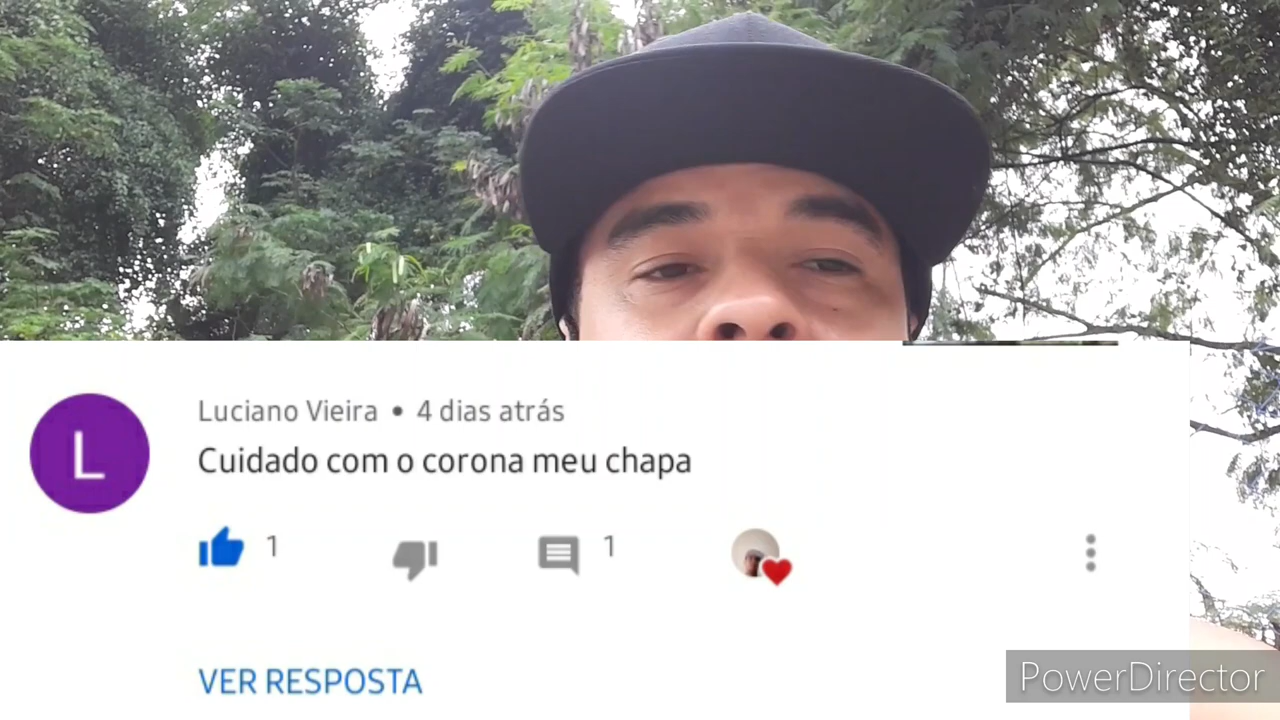 Luciano Vieira • 4 dias atrás
Cuidado com o corona meu chapa
L
1
1
VER RESPOSTA
PowerDirector